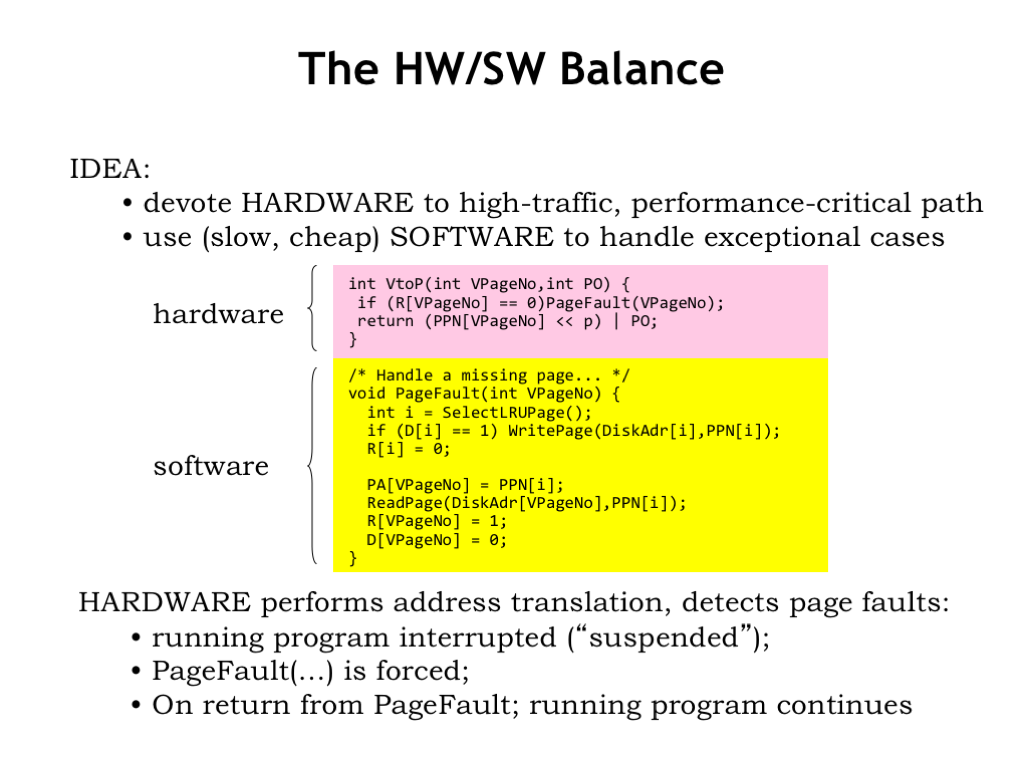 The HW/SW Balance
IDEA:
• devote HARDWARE to high-traffic, performance-critical path
• use (slow, cheap) SOFTWARE to handle exceptional cases
hardware
int VtoP(int VPageNo,int PO) {
if (R[VPageNo] == 0)PageFault(VPageNo);
return (PPN[VPageNo] << p) | PO;
}
software
/* Handle a missing page... */
void PageFault(int VPageNo) {
int i = SelectLRUPage();
if (D[i] == 1) WritePage(DiskAdr[i],PPN[i]);
R[i] = 0;
PA[VPageNo] = PPN[i];
ReadPage(DiskAdr[VPageNo],PPN[i]);
R[VPageNo] = 1;
D[VPageNo] = 0;
}
HARDWARE performs address translation, detects page faults:
• running program interrupted (“suspended”);
• PageFault(…) is forced;
• On return from PageFault; running program continues